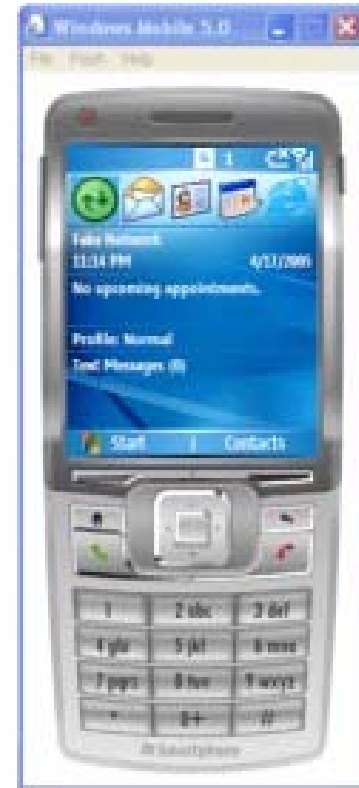 Windows Mobile 5.0
File Flash Help
1
Fake Network
11:14 PM 4/17/2005
No upcoming appointments.
Profile: Normal
Text Messages (0)
Start Contacts
1 2 abc 3 def
4 ghi 5 jkl 6 mno
7 pqrs 8 tuv 9 wxyz
* 0+ #
Smartphone